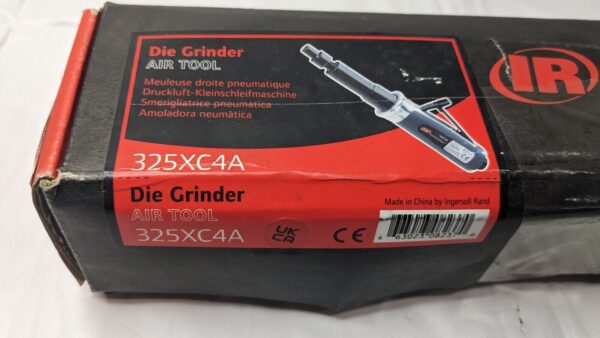 Die Grinder
AIR TOOL
Meuleuse droite pneumatique
Druckluft-Kleinschleifmaschine
Smerigliatrice pneumatica
Amoladora neumàtica
325XC4A
IR
Die Grinder
AIR TOOL
325XC4A
UK
CA
CE
Made in China by Ingersoll Rand